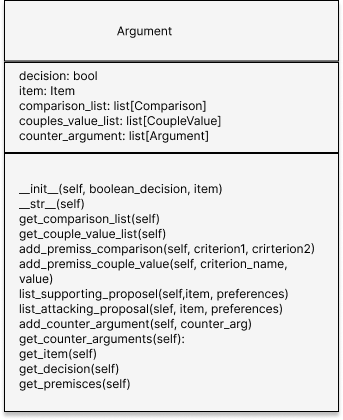 Argument
decision: bool
item: Item
comparison_list: list[Comparison]
couples_value_list: list[CoupleValue]
counter_argument: list[Argument]
__init__(self, boolean_decision, item)
__str__(self)
get_comparison_list(self)
get_couple_value_list(self)
add_premiss_comparison(self, criterion1, crirterion2)
add_premiss_couple_value(self, criterion_name,
value)
list_supporting_proposel(self,item, preferences)
list_attacking_proposal(slef, item, preferences)
add_counter_argument(self, counter_arg)
get_counter_arguments(self):
get_item(self)
get_decision(self)
get_premisces(self)